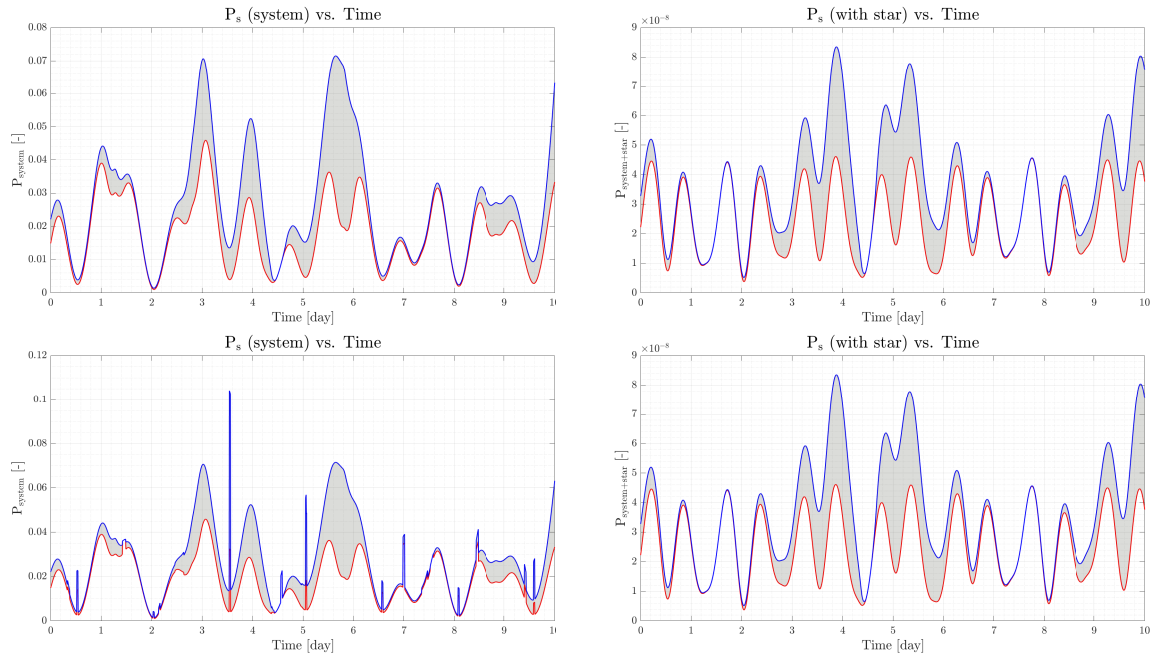 P_s (system) vs. Time
0.08
0.07
0.06
0.05
0.04
0.03
0.02
0.01
0
P_system [-]
0 1 2 3 4 5 6 7 8 9 10
Time [day]
P_s (with star) vs. Time
×10⁻⁸
9
8
7
6
5
4
3
2
1
0
P_system+star [-]
0 1 2 3 4 5 6 7 8 9 10
Time [day]
P_s (system) vs. Time
0.12
0.1
0.08
0.06
0.04
0.02
0
P_system [-]
0 1 2 3 4 5 6 7 8 9 10
Time [day]
P_s (with star) vs. Time
×10⁻⁸
9
8
7
6
5
4
3
2
1
0
P_system+star [-]
0 1 2 3 4 5 6 7 8 9 10
Time [day]